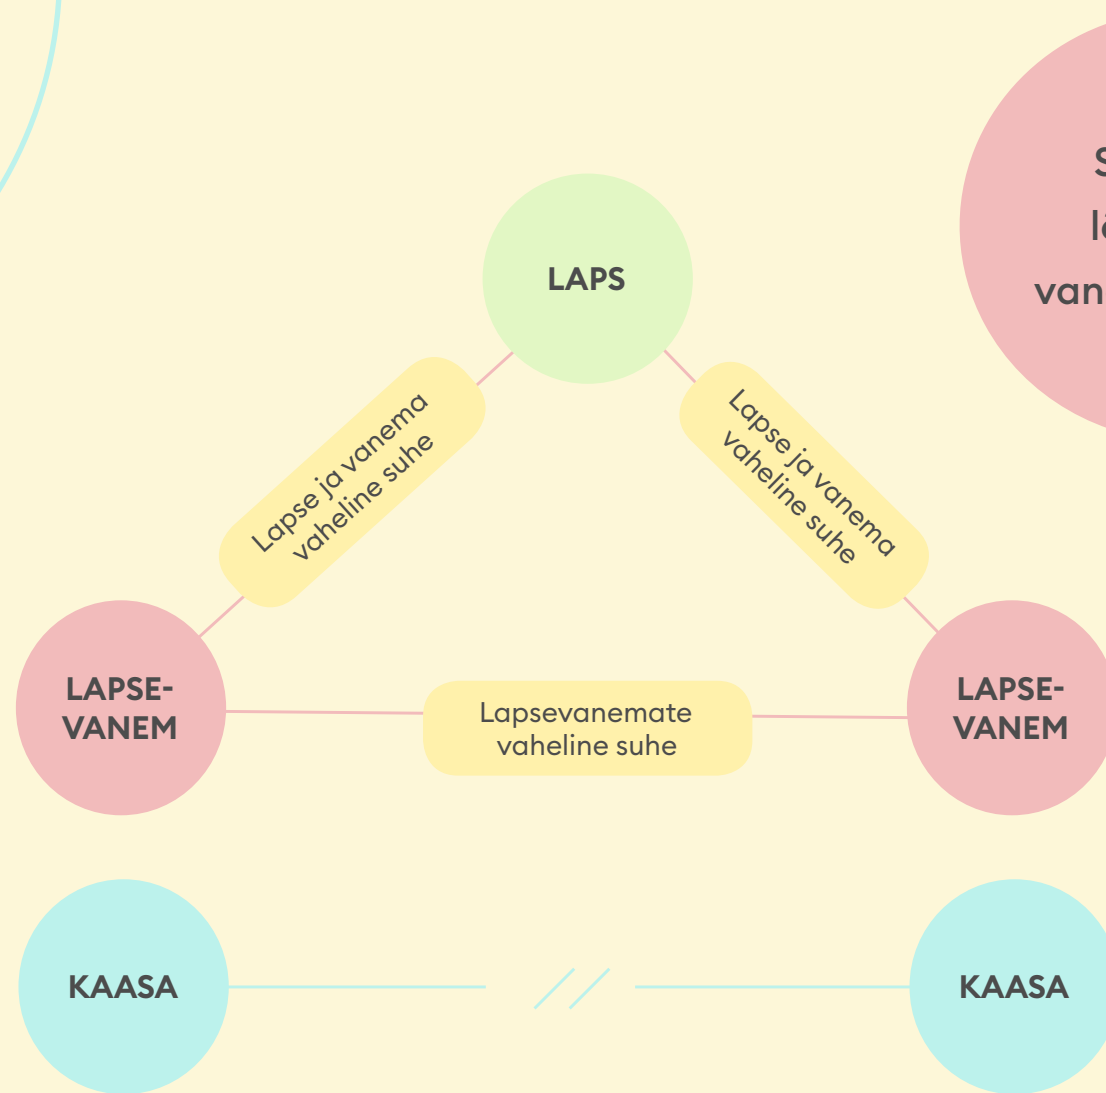 LAPS
Lapse ja vanema
vaheline suhe
Lapse ja vanema
vaheline suhe
LAPSE-
VANEM
Lapsevanemate
vaheline suhe
LAPSE-
VANEM
KAASA
KAASA